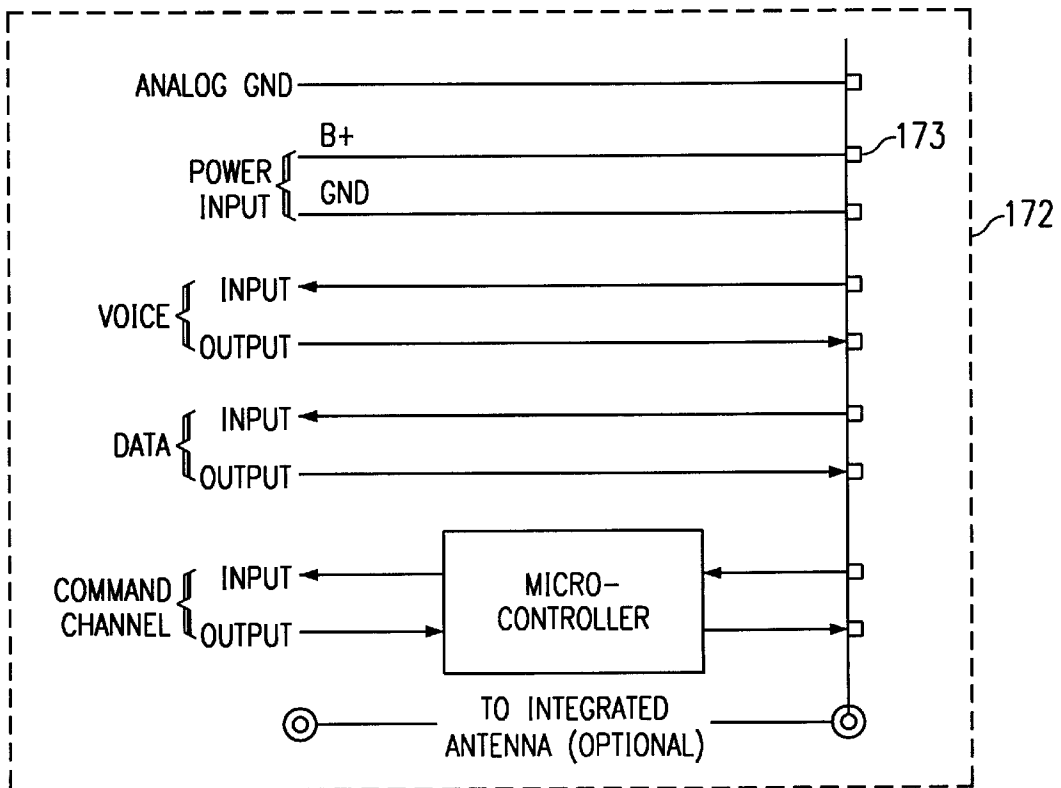 ANALOG GND
B+
173
POWER
INPUT
GND
172
INPUT
VOICE
OUTPUT
INPUT
DATA
OUTPUT
COMMAND
CHANNEL
INPUT
OUTPUT
MICRO-
CONTROLLER
TO INTEGRATED
ANTENNA (OPTIONAL)